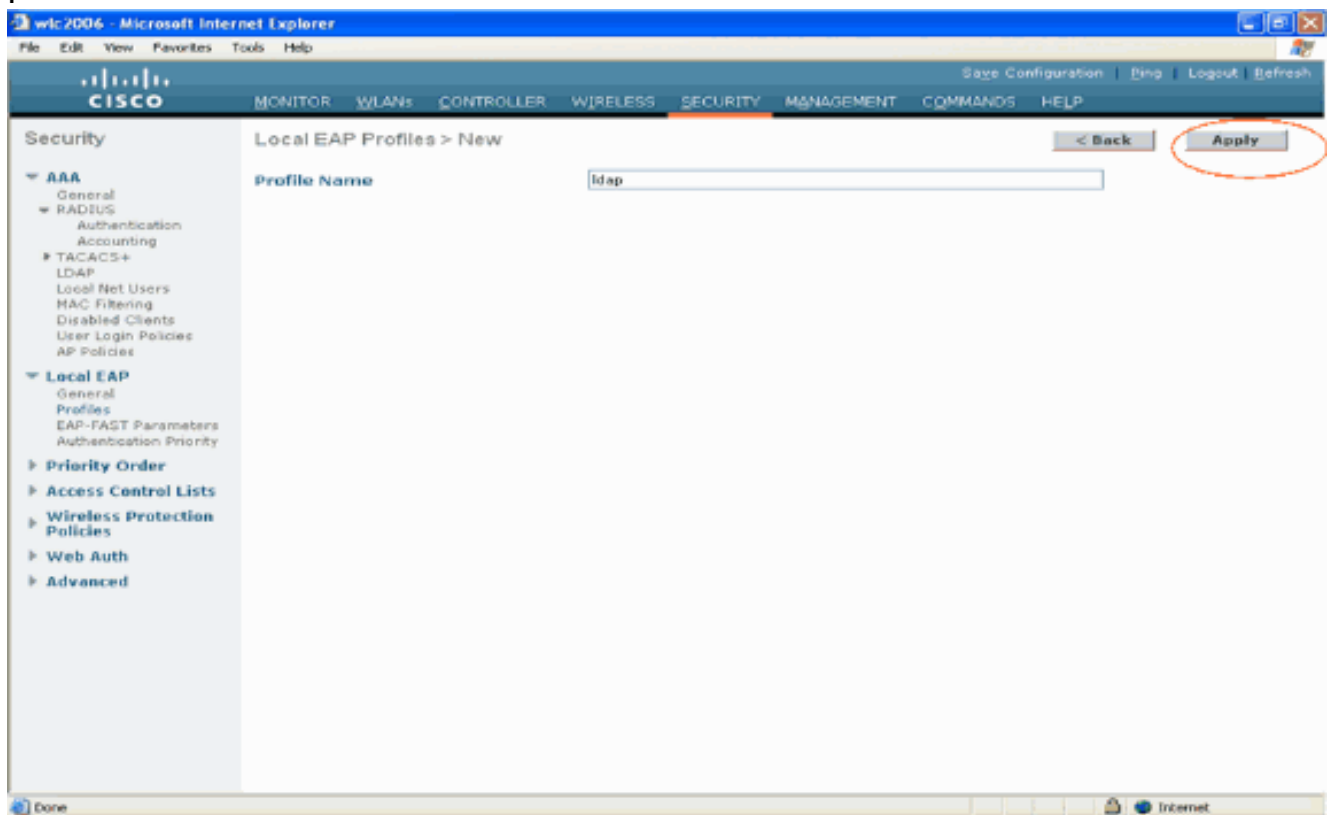 wlc2006 - Microsoft Internet Explorer
File Edit View Favorites Tools Help
Save Configuration | Ping | Logout | Refresh
CISCO
MONITOR WLANs CONTROLLER WIRELESS SECURITY MANAGEMENT COMMANDS HELP
Security
Local EAP Profiles > New
< Back
Apply
Profile Name
ldap
AAA
General
RADIUS
Authentication
Accounting
TACACS+
LDAP
Local Net Users
MAC Filtering
Disabled Clients
User Login Policies
AP Policies
Local EAP
General
Profiles
EAP-FAST Parameters
Authentication Priority
Priority Order
Access Control Lists
Wireless Protection
Policies
Web Auth
Advanced
Done
Internet